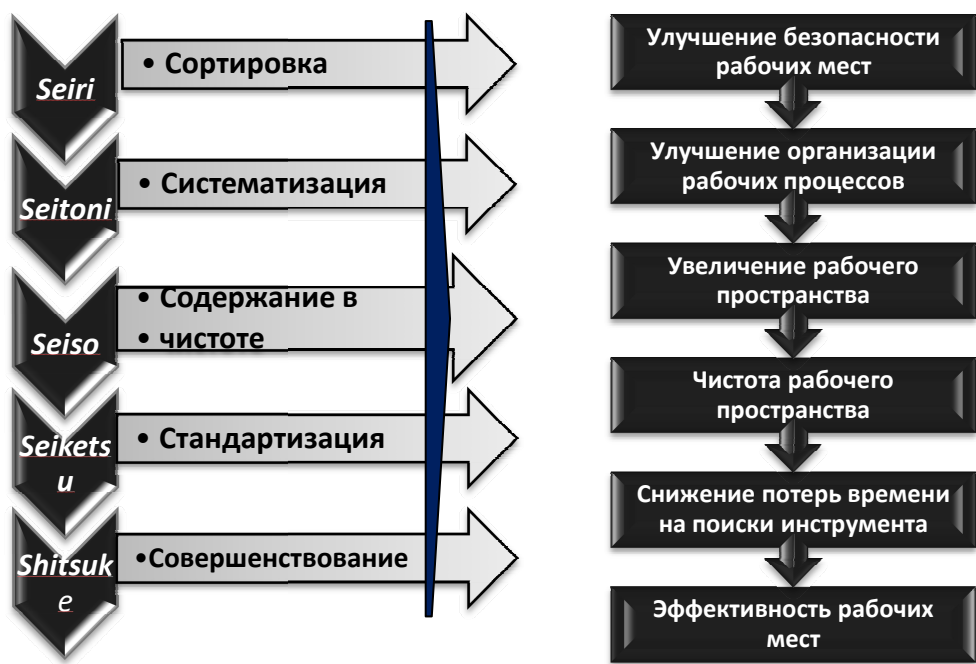 Seiri
• Сортировка
Seitoni
• Систематизация
Seiso
• Содержание в
• чистоте
Seikets
u
• Стандартизация
Shitsuk
e
•Совершенствование
Улучшение безопасности
рабочих мест
Улучшение организации
рабочих процессов
Увеличение рабочего
пространства
Чистота рабочего
пространства
Снижение потерь времени
на поиски инструмента
Эффективность рабочих
мест